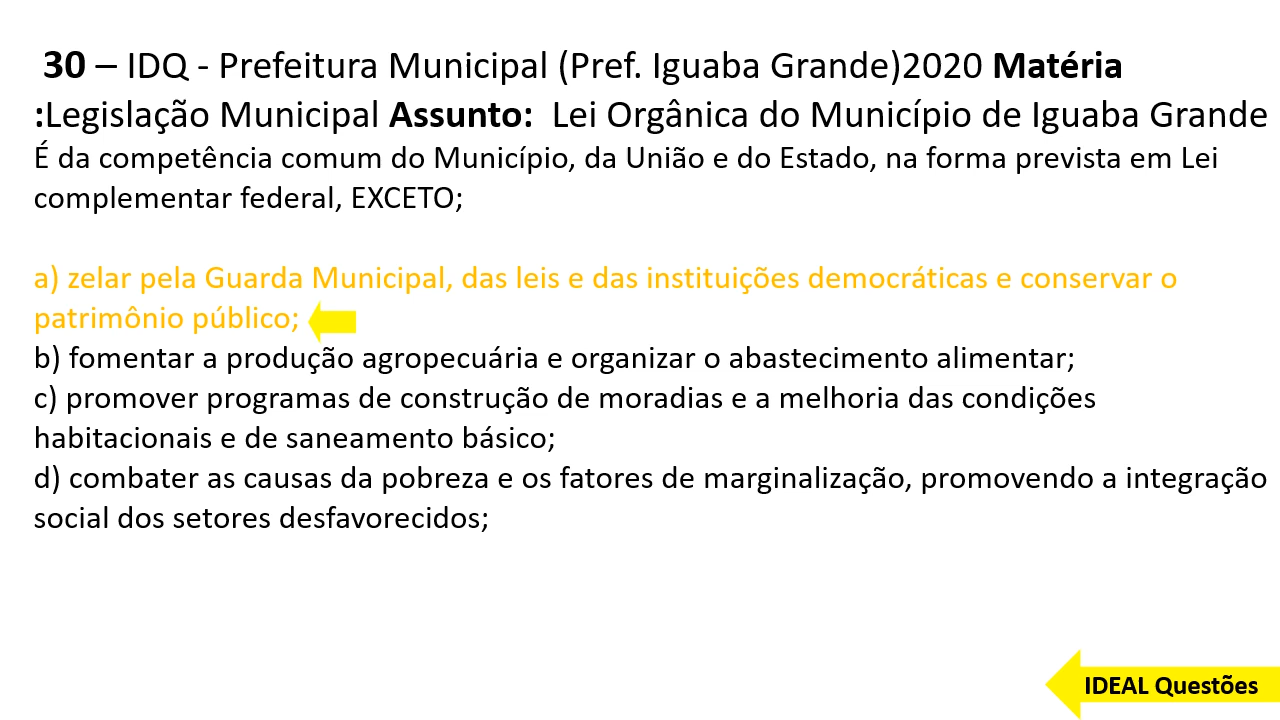 30 – IDQ - Prefeitura Municipal (Pref. Iguaba Grande)2020 Matéria
:Legislação Municipal Assunto:  Lei Orgânica do Município de Iguaba Grande
É da competência comum do Município, da União e do Estado, na forma prevista em Lei
complementar federal, EXCETO;
a) zelar pela Guarda Municipal, das leis e das instituições democráticas e conservar o
patrimônio público;
b) fomentar a produção agropecuária e organizar o abastecimento alimentar;
c) promover programas de construção de moradias e a melhoria das condições
habitacionais e de saneamento básico;
d) combater as causas da pobreza e os fatores de marginalização, promovendo a integração
social dos setores desfavorecidos;
IDEAL Questões